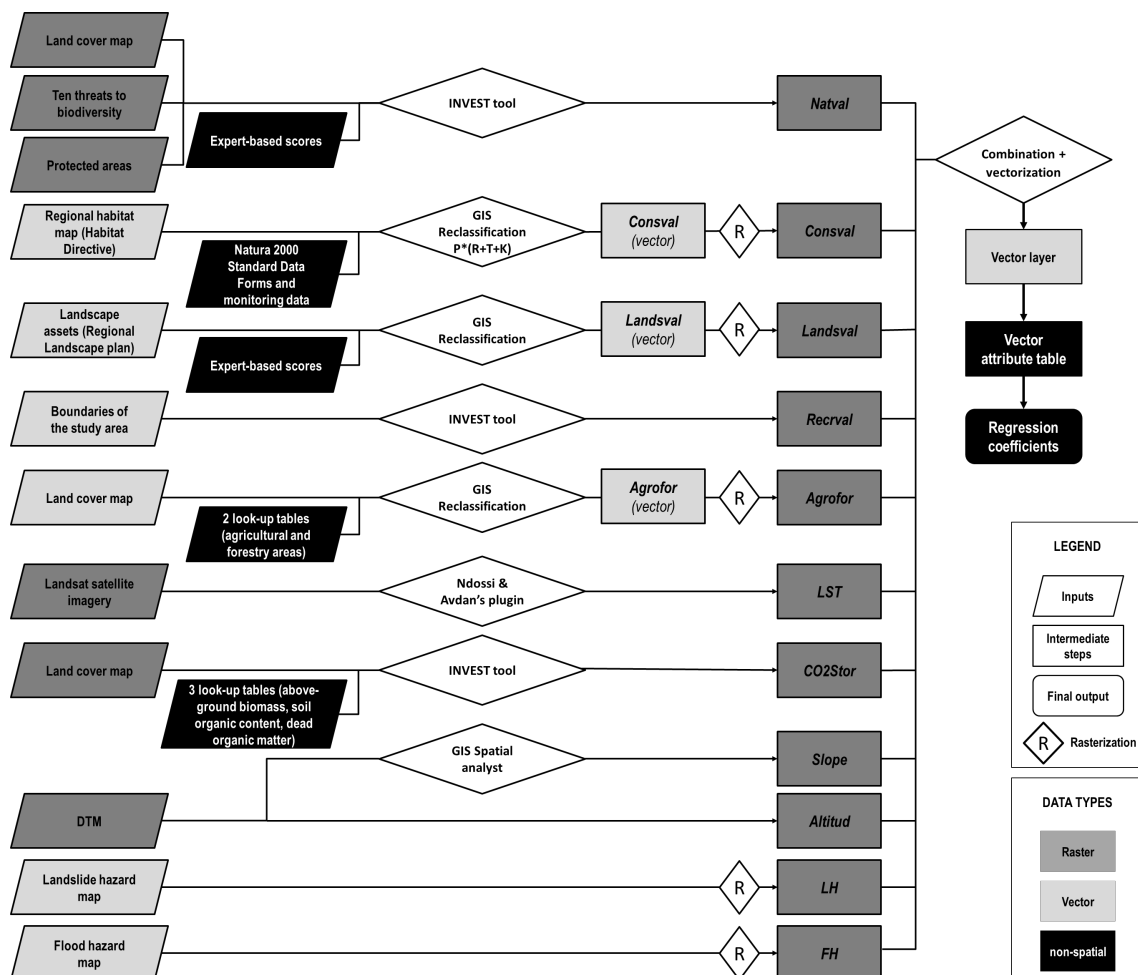 Land cover map
Ten threats to
biodiversity
Protected areas
Expert-based scores
INVEST tool
Natval
Regional habitat
map (Habitat
Directive)
Natura 2000
Standard Data
Forms and
monitoring data
GIS
Reclassification
P*(R+T+K)
Consval
(vector)
R
Consval
Landscape
assets (Regional
Landscape plan)
Expert-based scores
GIS
Reclassification
Landsval
(vector)
R
Landsval
Boundaries of
the study area
INVEST tool
Recrval
Land cover map
2 look-up tables
(agricultural and
forestry areas)
GIS
Reclassification
Agrofor
(vector)
R
Agrofor
Landsat satellite
imagery
Ndossi &
Avdan's plugin
LST
Land cover map
3 look-up tables (above-
ground biomass, soil
organic content, dead
organic matter)
INVEST tool
CO2Stor
GIS Spatial
analyst
Slope
DTM
Altitud
Landslide hazard
map
R
LH
Flood hazard
map
R
FH
Combination +
vectorization
Vector layer
Vector
attribute table
Regression
coefficients
LEGEND
Inputs
Intermediate
steps
Final output
R
Rasterization
DATA TYPES
Raster
Vector
non-spatial